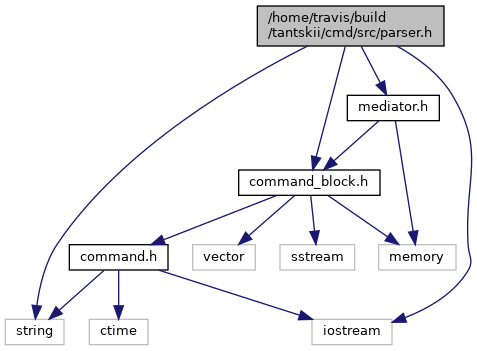 /home/travis/build
/tantskii/cmd/src/parser.h
mediator.h
command_block.h
command.h
vector
sstream
memory
string
ctime
iostream